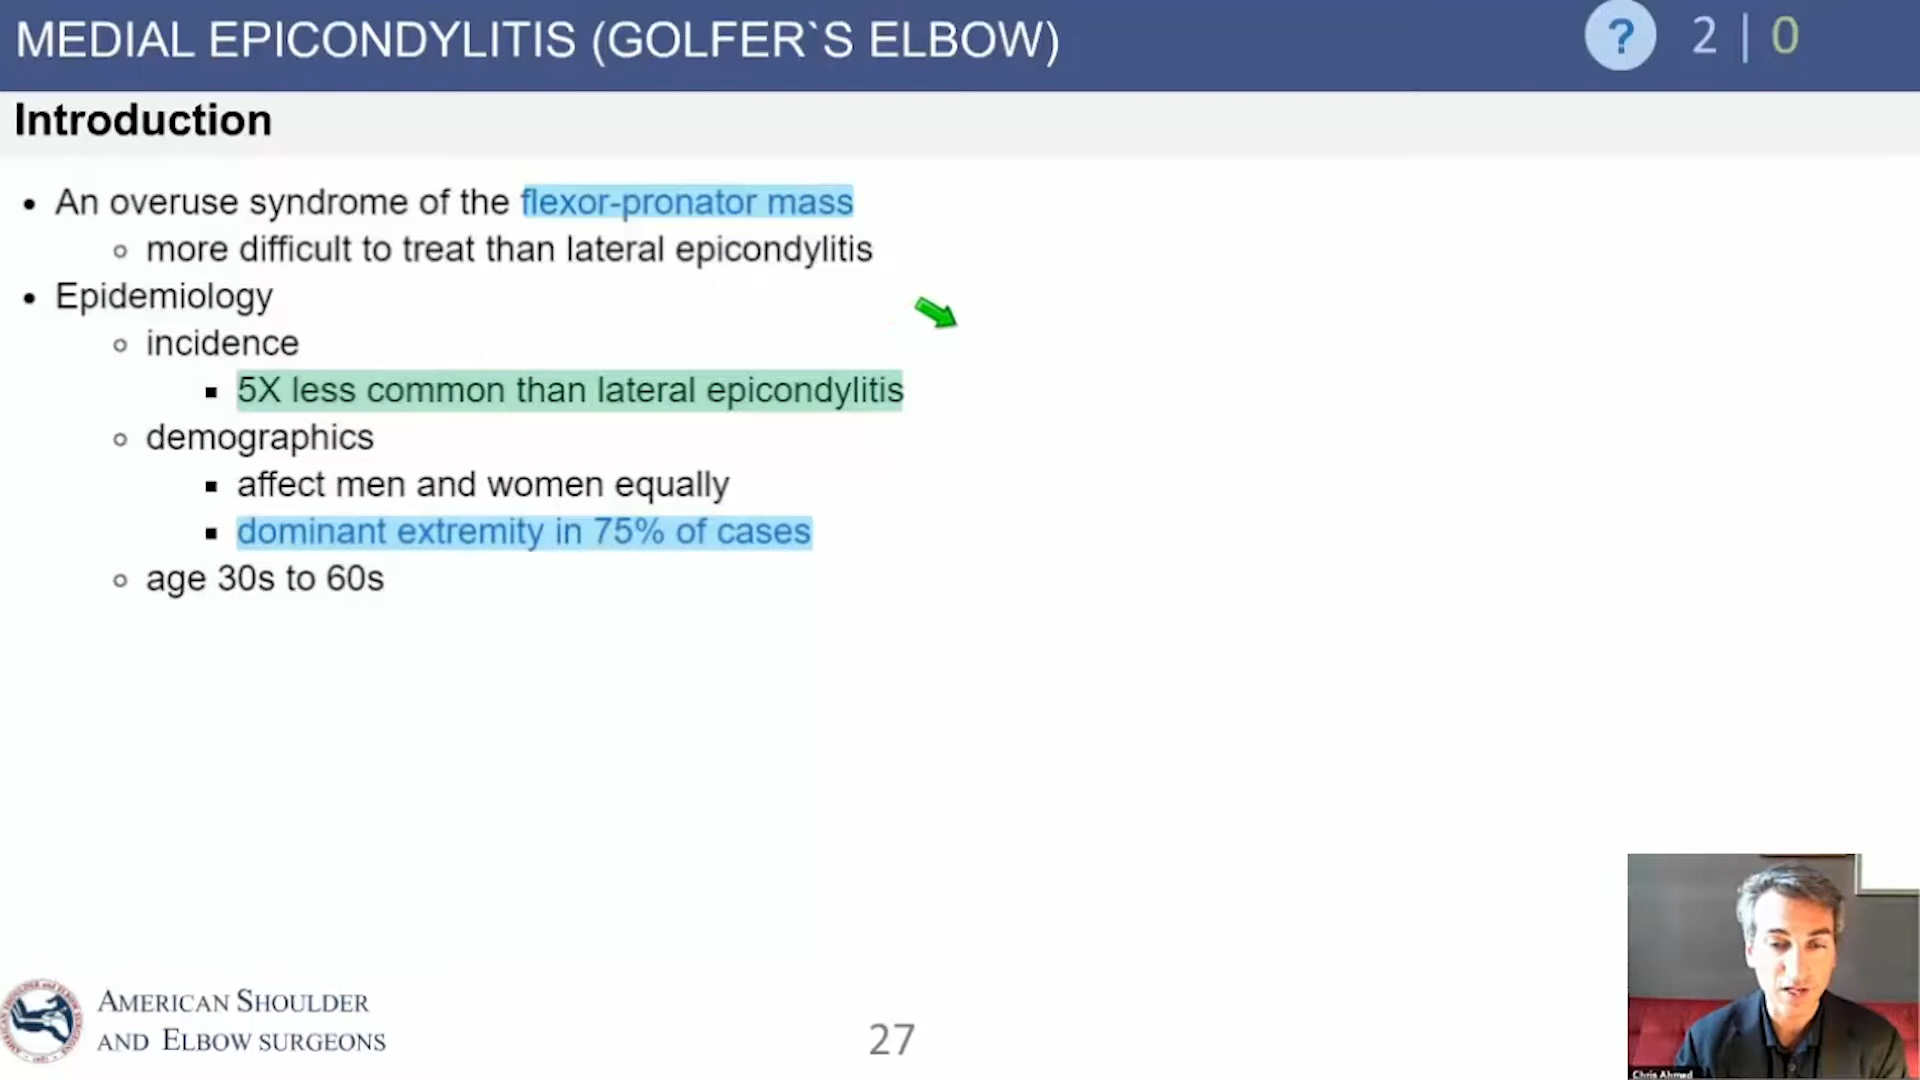 MEDIAL EPICONDYLITIS (GOLFER`S ELBOW)
? 2 | 0
Introduction
• An overuse syndrome of the flexor-pronator mass
○ more difficult to treat than lateral epicondylitis
• Epidemiology
○ incidence
▪ 5X less common than lateral epicondylitis
○ demographics
▪ affect men and women equally
▪ dominant extremity in 75% of cases
○ age 30s to 60s
AMERICAN SHOULDER
AND ELBOW SURGEONS
27
Chris Ahmad